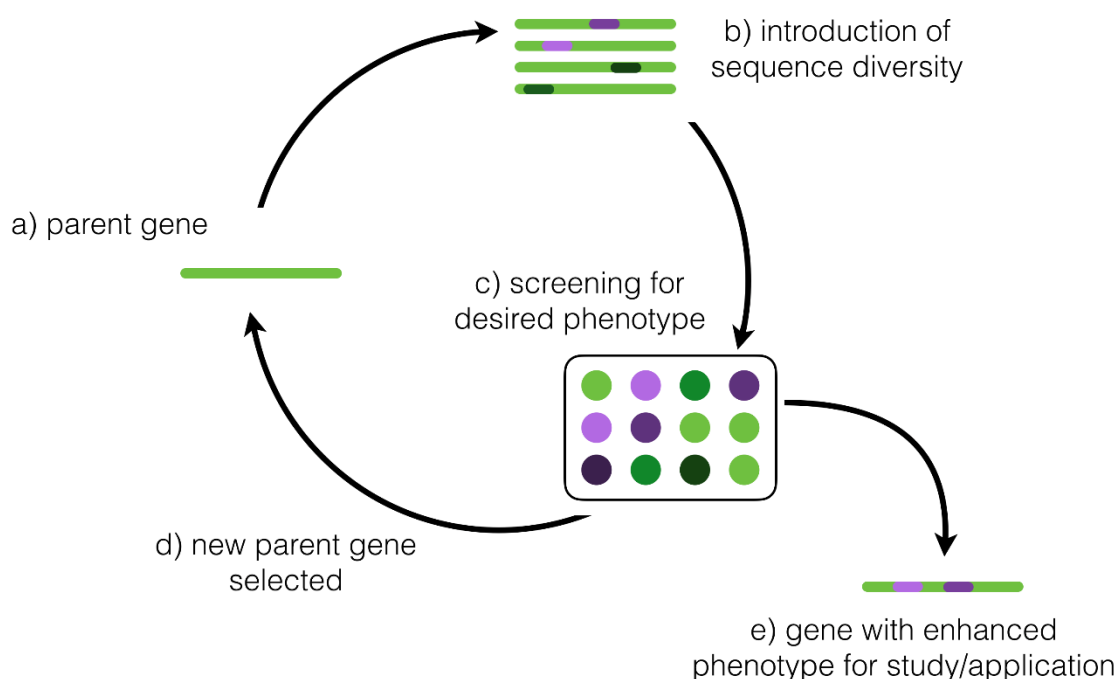 b) introduction of
sequence diversity
a) parent gene
c) screening for
desired phenotype
d) new parent gene
selected
e) gene with enhanced
phenotype for study/application